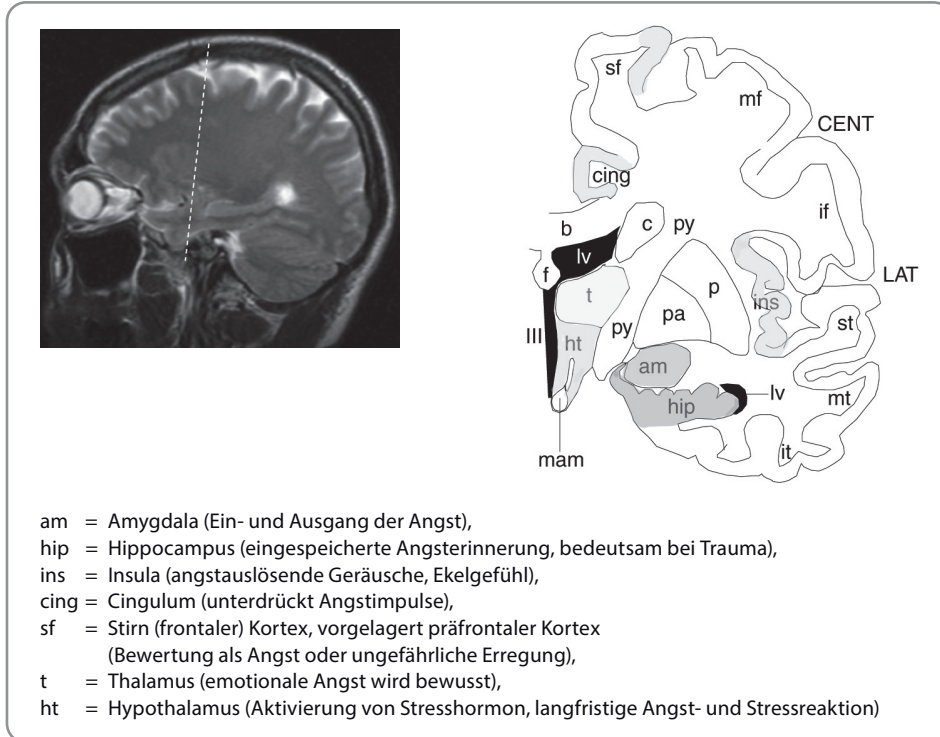 sf
mf
CENT
cing
if
b
c
py
lv
f
LAT
t
p
ins
III
py
pa
st
ht
am
lv
mt
hip
it
mam
am = Amygdala (Ein- und Ausgang der Angst),
hip = Hippocampus (eingespeicherte Angsterinnerung, bedeutsam bei Trauma),
ins = Insula (angstauslösende Geräusche, Ekelgefühl),
cing = Cingulum (unterdrückt Angstimpulse),
sf = Stirn (frontaler) Kortex, vorgelagert präfrontaler Kortex
(Bewertung als Angst oder ungefährliche Erregung),
t = Thalamus (emotionale Angst wird bewusst),
ht = Hypothalamus (Aktivierung von Stresshormon, langfristige Angst- und Stressreaktion)